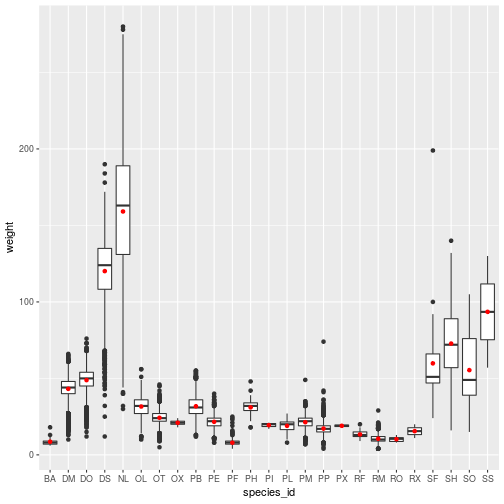 weight
200
100
0
BA DM DO DS NL OL OT OX PB PE PF PH PI PL PM PP PX RF RM RO RX SF SH SO SS
species_id